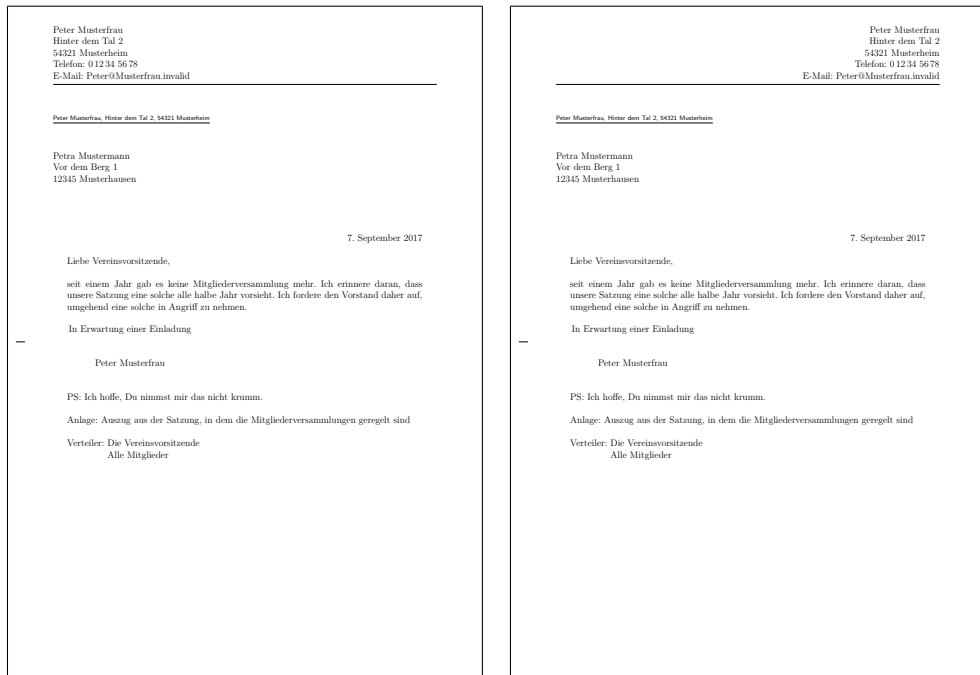 Peter Musterfrau
Hinter dem Tal 2
54321 Musterheim
Telefon: 0 12 34 56 78
E-Mail: Peter@Musterfrau.invalid
Peter Musterfrau, Hinter dem Tal 2, 54321 Musterheim
Petra Mustermann
Vor dem Berg 1
12345 Musterhausen
7. September 2017
Liebe Vereinsvorsitzende,
seit einem Jahr gab es keine Mitgliederversammlung mehr. Ich erinnere daran, dass
unsere Satzung eine solche alle halbe Jahr vorsieht. Ich fordere den Vorstand daher auf,
umgehend eine solche in Angriff zu nehmen.
In Erwartung einer Einladung
Peter Musterfrau
PS: Ich hoffe, Du nimmst mir das nicht krumm.
Anlage: Auszug aus der Satzung, in dem die Mitgliederversammlungen geregelt sind
Verteiler: Die Vereinsvorsitzende
Alle Mitglieder
Peter Musterfrau
Hinter dem Tal 2
54321 Musterheim
Telefon: 0 12 34 56 78
E-Mail: Peter@Musterfrau.invalid
Peter Musterfrau, Hinter dem Tal 2, 54321 Musterheim
Petra Mustermann
Vor dem Berg 1
12345 Musterhausen
7. September 2017
Liebe Vereinsvorsitzende,
seit einem Jahr gab es keine Mitgliederversammlung mehr. Ich erinnere daran, dass
unsere Satzung eine solche alle halbe Jahr vorsieht. Ich fordere den Vorstand daher auf,
umgehend eine solche in Angriff zu nehmen.
In Erwartung einer Einladung
Peter Musterfrau
PS: Ich hoffe, Du nimmst mir das nicht krumm.
Anlage: Auszug aus der Satzung, in dem die Mitgliederversammlungen geregelt sind
Verteiler: Die Vereinsvorsitzende
Alle Mitglieder